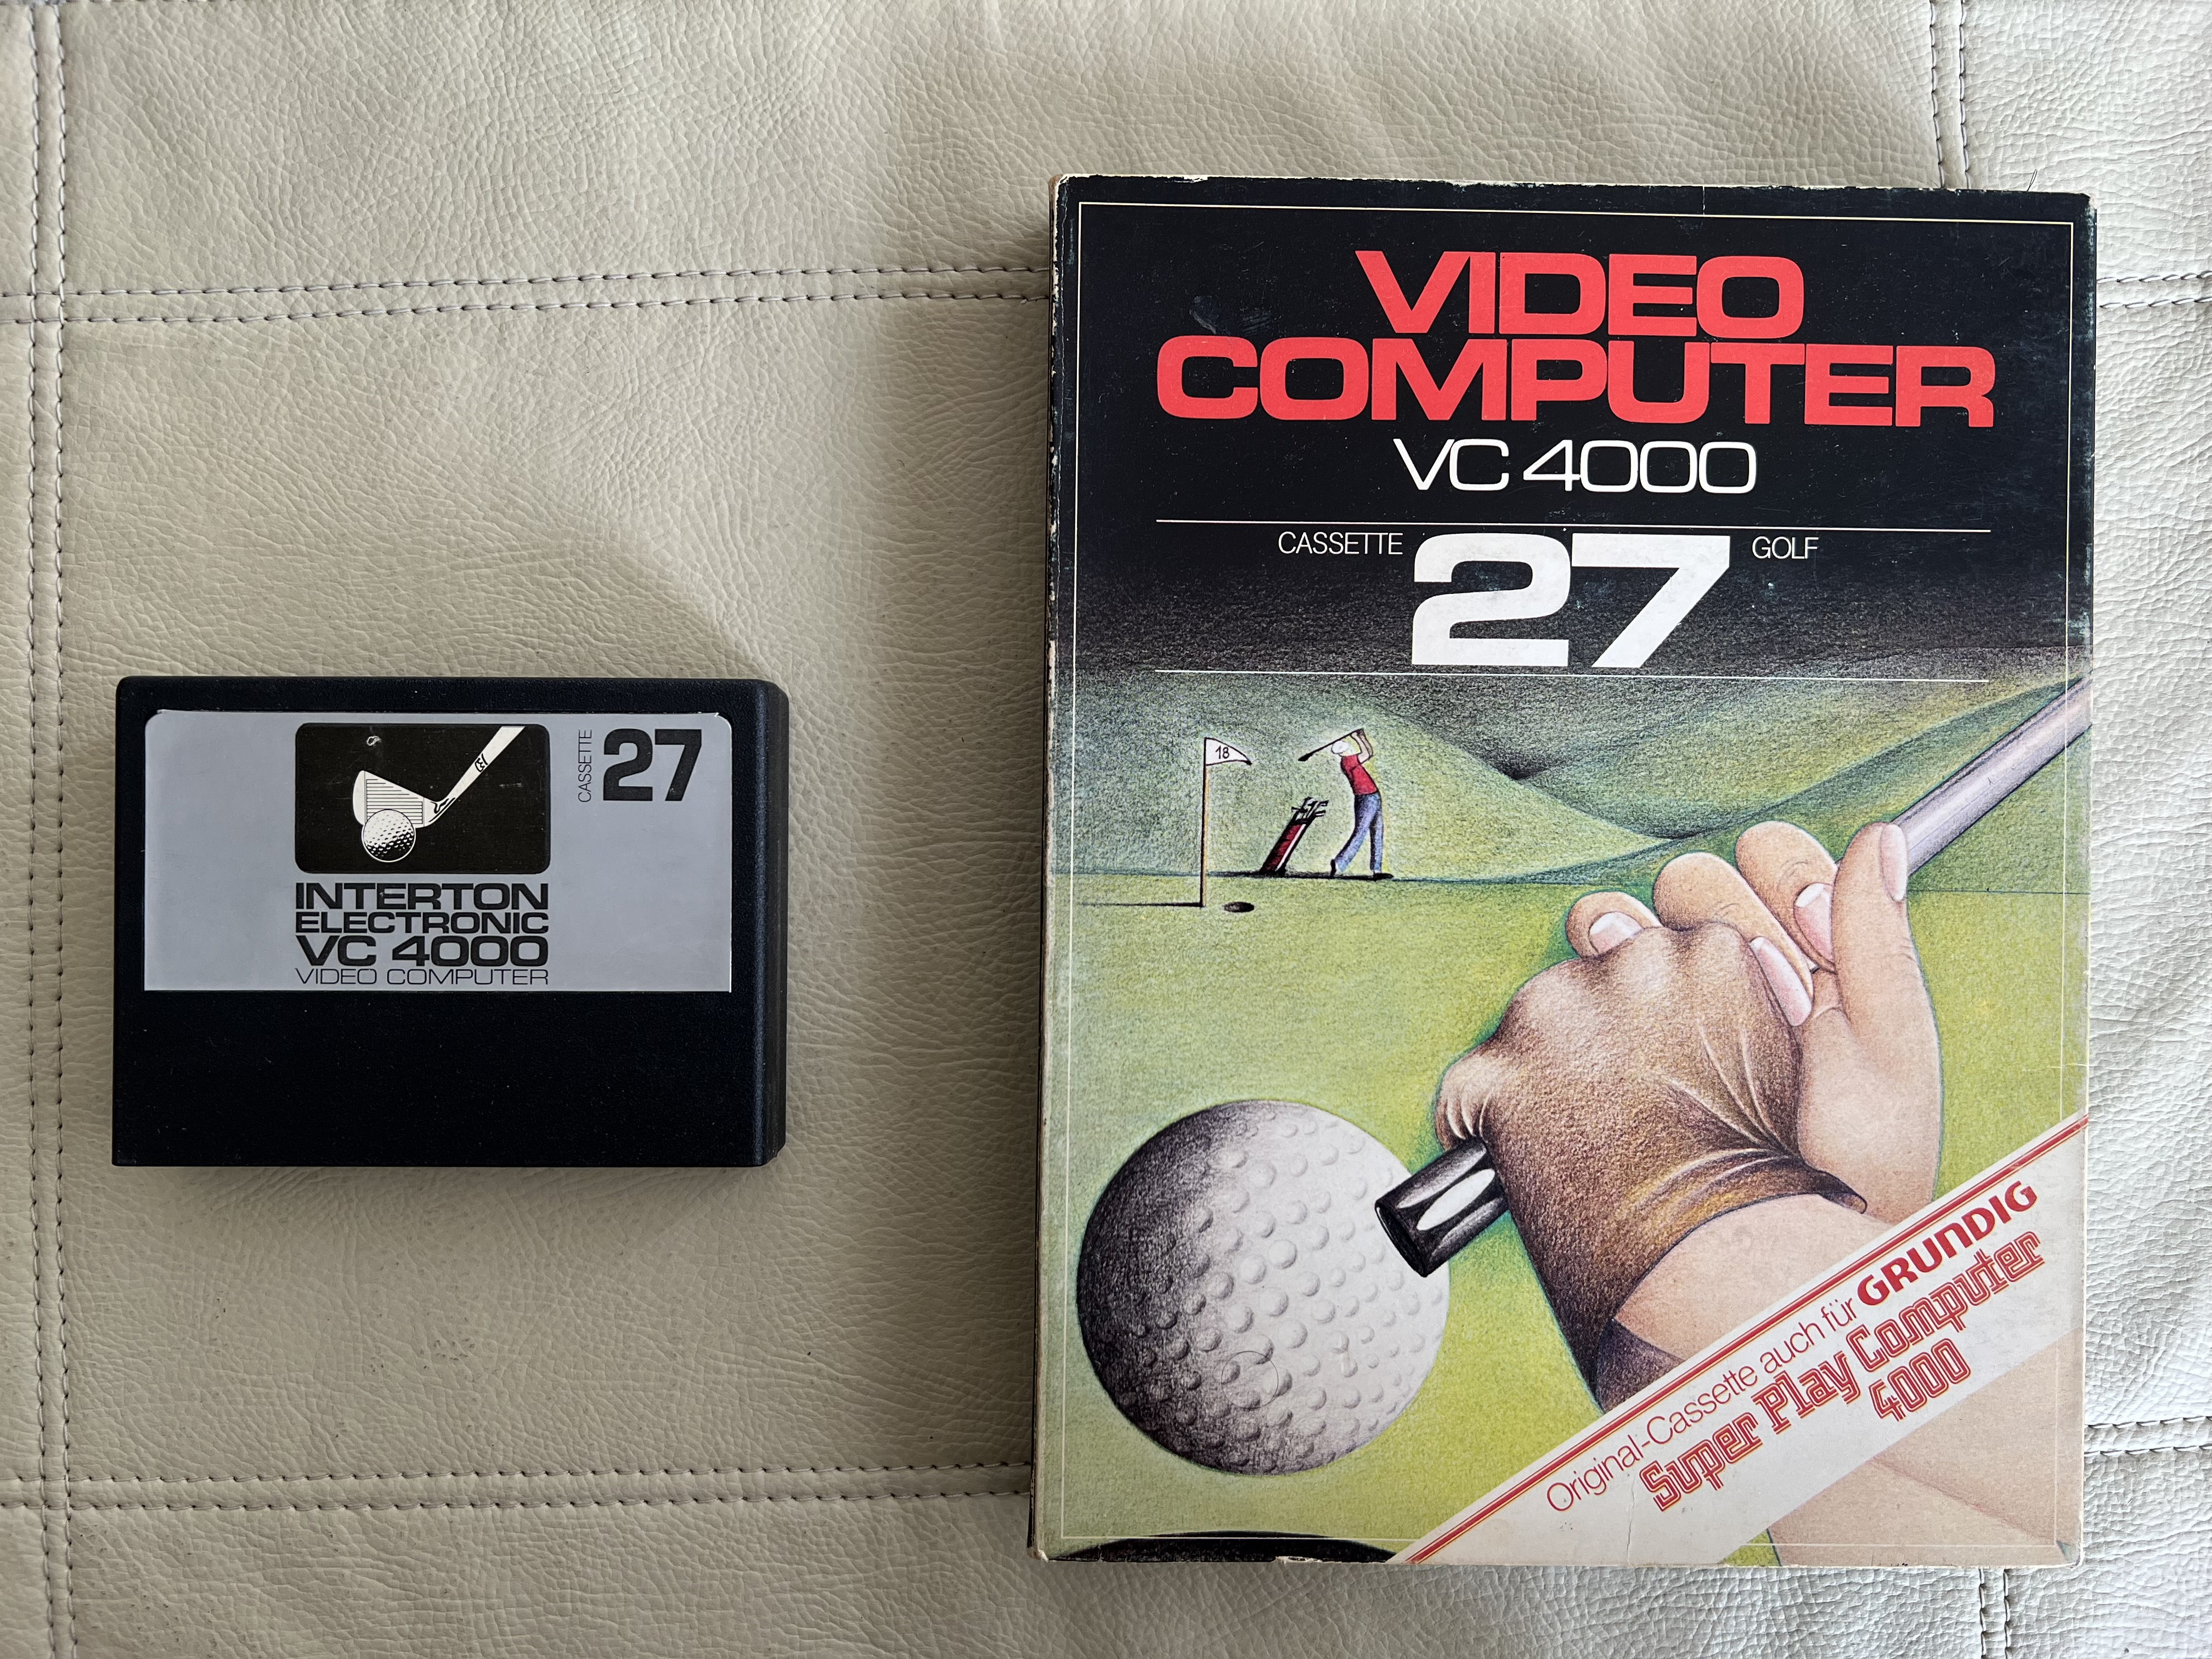 CASSETTE 27
INTERTON
ELECTRONIC
VC 4000
VIDEO COMPUTER
VIDEO
COMPUTER
VC 4000
CASSETTE 27 GOLF
18
Original-Cassette auch für GRUNDIG
Super Play Computer
4000